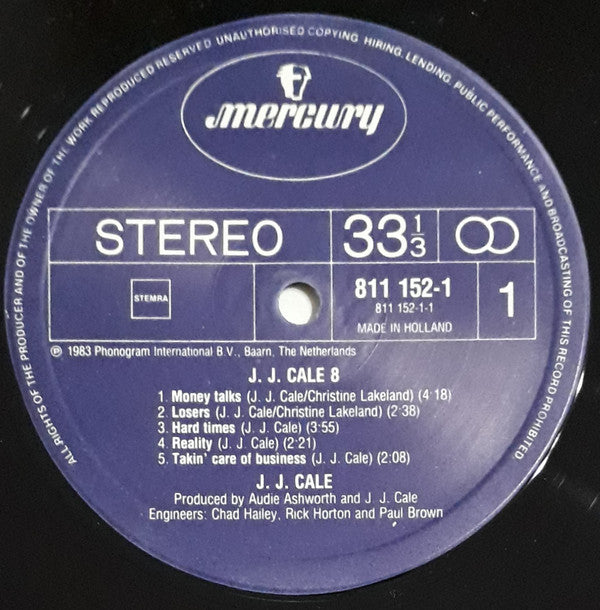 ALL RIGHTS OF THE PRODUCER AND OF THE OWNER OF THE WORK REPRODUCED RESERVED UNAUTHORISED COPYING, HIRING, LENDING, PUBLIC PERFORMANCE AND BROADCASTING OF THIS RECORD PROHIBITED
mercury
STEREO
33 1/3
STEMRA
811 152-1
811 152-1-1
MADE IN HOLLAND
1
℗ 1983 Phonogram International B.V., Baarn, The Netherlands
J. J. CALE 8
1. Money talks (J. J. Cale/Christine Lakeland) (4:18)
2. Losers (J. J. Cale/Christine Lakeland) (2:38)
3. Hard times (J. J. Cale) (3:55)
4. Reality (J. J. Cale) (2:21)
5. Takin' care of business (J. J. Cale) (2:08)
J. J. CALE
Produced by Audie Ashworth and J. J. Cale
Engineers: Chad Hailey, Rick Horton and Paul Brown